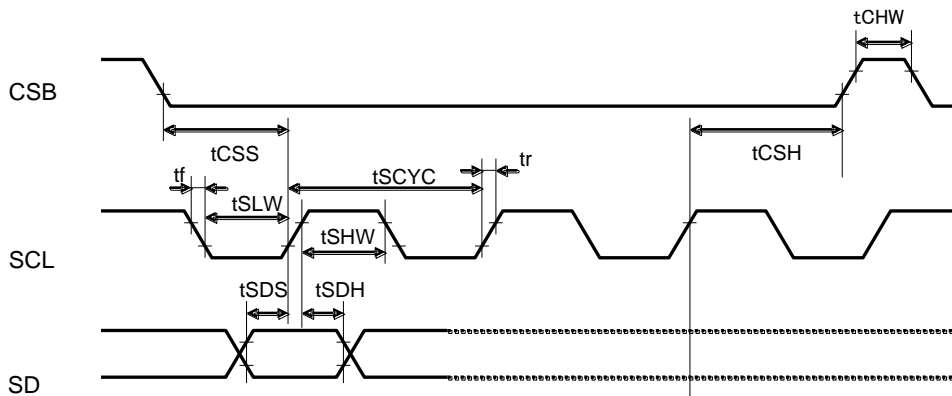 tCHW
CSB
tCSS
tCSH
tf
tSCYC
tr
tSLW
tSHW
SCL
tSDS
tSDH
SD